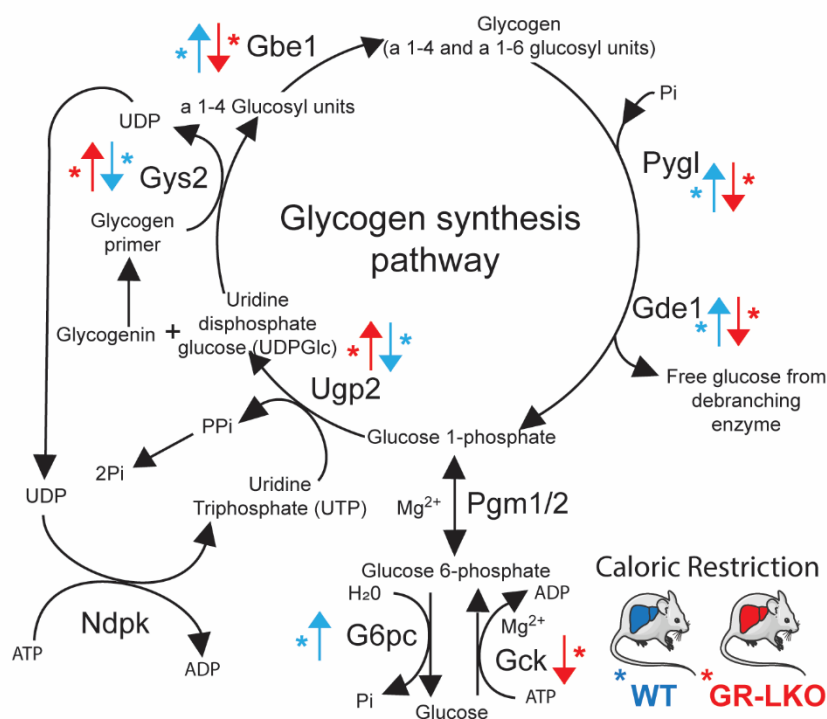 Glycogen
(a 1-4 and a 1-6 glucosyl units)
* * Gbe1
a 1-4 Glucosyl units
Pi
UDP
* * Gys2
Pygl
* *
Glycogen
primer
Glycogen synthesis
pathway
Glycogenin +
Uridine
disphosphate
glucose (UDPGlc)
* *
Ugp2
Gde1
* *
Free glucose from
debranching
enzyme
Glucose 1-phosphate
PPi
2Pi
UDP
Uridine
Triphosphate (UTP)
Mg2+
Pgm1/2
Ndpk
ATP
ADP
Glucose 6-phosphate
H20
ADP
Mg2+
* G6pc
Gck *
Pi
ATP
Glucose
Caloric Restriction
* WT
* GR-LKO